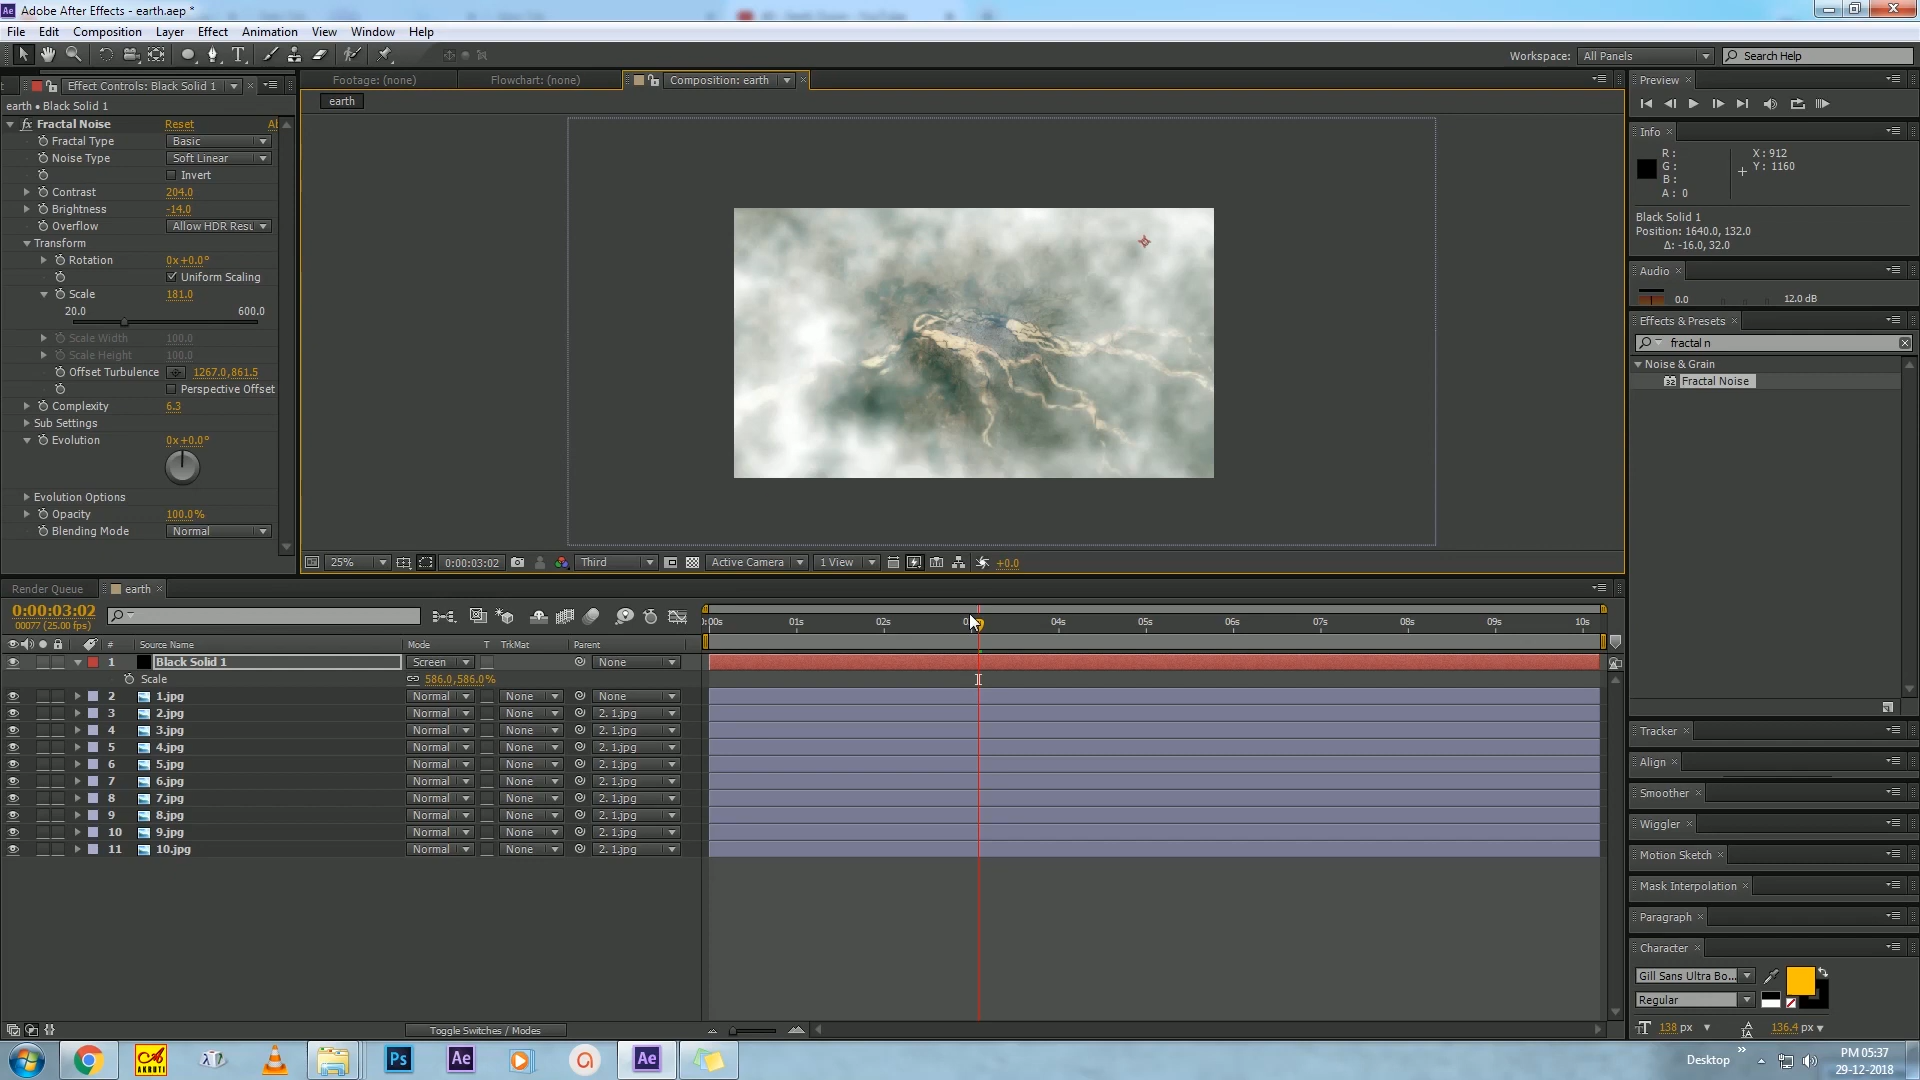 Adobe After Effects - earth.aep *
File Edit Composition Layer Effect Animation View Window Help
Workspace: All Panels Search Help
Effect Controls: Black Solid 1
Footage: (none) Flowchart: (none) Composition: earth
Preview
earth • Black Solid 1
earth
Fractal Noise Reset Al
Fractal Type Basic
Noise Type Soft Linear
Invert
Contrast 204.0
Brightness -14.0
Overflow Allow HDR Resu
Transform
Rotation 0x+0.0°
Uniform Scaling
Scale 181.0
20.0 600.0
Scale Width 100.0
Scale Height 100.0
Offset Turbulence 1267.0,861.5
Perspective Offset
Complexity 6.3
Sub Settings
Evolution 0x+0.0°
Evolution Options
Opacity 100.0%
Blending Mode Normal
25% 0:00:03:02 Third Active Camera 1 View +0.0
Info
R: X: 912
G: Y: 1160
B:
A: 0
Black Solid 1
Position: 1640.0, 132.0
Δ: -16.0, 32.0
Audio
0.0 12.0 dB
Effects & Presets
fractal n
Noise & Grain
32 Fractal Noise
Tracker
Align
Smoother
Wiggler
Motion Sketch
Mask Interpolation
Paragraph
Character
Gill Sans Ultra Bo...
Regular
138 px 136.4 px
Render Queue earth
0:00:03:02
00077 (25.00 fps)
:00s 01s 02s 04s 05s 06s 07s 08s 09s 10s
# Source Name Mode T TrkMat Parent
1 Black Solid 1 Screen None
Scale 586.0,586.0%
2 1.jpg Normal None None
3 2.jpg Normal None 2. 1.jpg
4 3.jpg Normal None 2. 1.jpg
5 4.jpg Normal None 2. 1.jpg
6 5.jpg Normal None 2. 1.jpg
7 6.jpg Normal None 2. 1.jpg
8 7.jpg Normal None 2. 1.jpg
9 8.jpg Normal None 2. 1.jpg
10 9.jpg Normal None 2. 1.jpg
11 10.jpg Normal None 2. 1.jpg
Toggle Switches / Modes
AKRUTI Ps Ae Ae Desktop
PM 05:37
29-12-2018